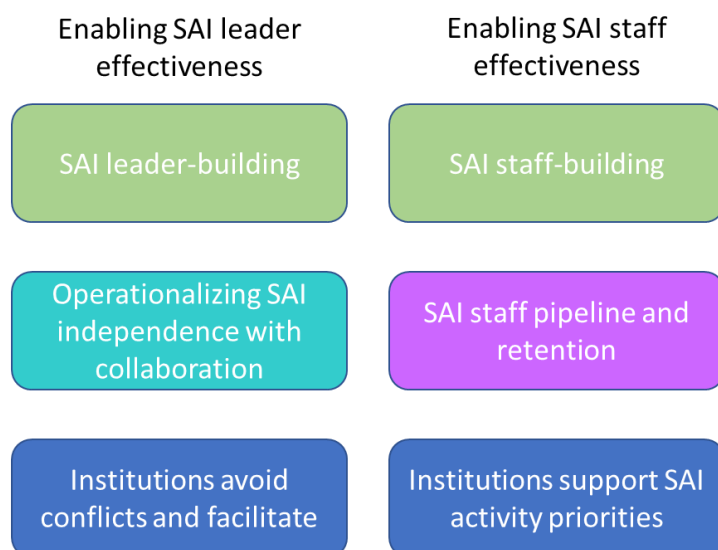 Enabling SAI leader
effectiveness
Enabling SAI staff
effectiveness
SAI leader-building
SAI staff-building
Operationalizing SAI
independence with
collaboration
SAI staff pipeline and
retention
Institutions avoid
conflicts and facilitate
Institutions support SAI
activity priorities